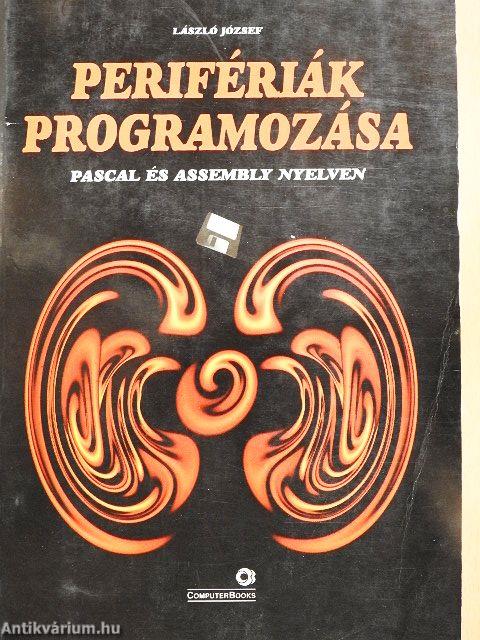 LÁSZLÓ JÓZSEF
PERIFÉRIÁK
PROGRAMOZÁSA
PASCAL ÉS ASSEMBLY NYELVEN
COMPUTERBOOKS
Antikvárium.hu